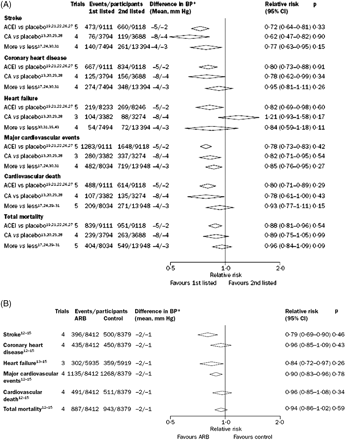 (A)
Trials Events/participants Difference in BP* Relative risk p
1st listed 2nd listed (mean, mm Hg) (95% CI)
Stroke
ACEI v placebo 5 473/9111 660/9118 −5/−2 0·72 (0·64–0·81) 0·33
CA v placebo 4 76/3794 119/3688 −8/−4 0·62 (0·47–0·82) 0·90
More v less 4 140/7494 261/13 394 −4/−3 0·77 (0·63–0·95) 0·15
Coronary heart disease
ACEI v placebo 5 667/9111 834/9118 −5/−2 0·80 (0·73–0·88) 0·91
CA v placebo 4 125/3794 156/3688 −8/−4 0·78 (0·62–0·99) 0·34
More v less 4 274/7494 348/13 394 −4/−3 0·95 (0·81–1·11) 0·26
Heart failure
ACEI v placebo 5 219/8233 269/8246 −5/−2 0·82 (0·69–0·98) 0·60
CA v placebo 3 104/3382 88/3274 −8/−4 1·21 (0·93–1·58) 0·17
More v less 4 54/7494 72/13 394 −4/−3 0·84 (0·59–1·18) 0·11
Major cardiovascular events
ACEI v placebo 5 1283/9111 1648/9118 −5/−2 0·78 (0·73–0·83) 0·42
CA v placebo 3 280/3382 337/3274 −8/−4 0·82 (0·71–0·95) 0·54
More v less 5 482/8034 719/13 948 −4/−3 0·85 (0·76–0·95) 0·27
Cardiovascular death
ACEI v placebo 5 488/9111 614/9118 −5/−2 0·80 (0·71–0·89) 0·29
CA v placebo 3 107/3382 135/3274 −8/−4 0·78 (0·61–1·00) 0·43
More v less 5 209/8034 271/13 948 −4/−3 0·93 (0·77–1·11) 0·15
Total mortality
ACEI v placebo 5 839/9111 951/9118 −5/−2 0·88 (0·81–0·96) 0·54
CA v placebo 4 239/3794 263/3688 −8/−4 0·89 (0·75–1·05) 0·99
More v less 5 404/8034 549/13 948 −4/−3 0·96 (0·84–1·09) 0·09
0·5 1·0 2·0
Relative risk
Favours 1st listed Favours 2nd listed
(B)
Trials Events/participants Difference in BP* Relative risk p
ARB Control (mean, mm Hg) (95% CI)
Stroke 4 396/8412 500/8379 −2/−1 0·79 (0·69–0·90) 0·46
Coronary heart disease 4 435/8412 450/8379 −2/−1 0·96 (0·85–1·09) 0·43
Heart failure 3 302/5935 359/5919 −2/−1 0·84 (0·72–0·97) 0·26
Major cardiovascular events 4 1135/8412 1268/8379 −2/−1 0·90 (0·83–0·96) 0·78
Cardiovascular death 4 491/8412 511/8379 −2/−1 0·96 (0·85–1·08) 0·34
Total mortality 4 887/8412 943/8379 −2/−1 0·94 (0·86–1·02) 0·59
0·5 1·0 2·0
Relative risk
Favours ARB Favours control